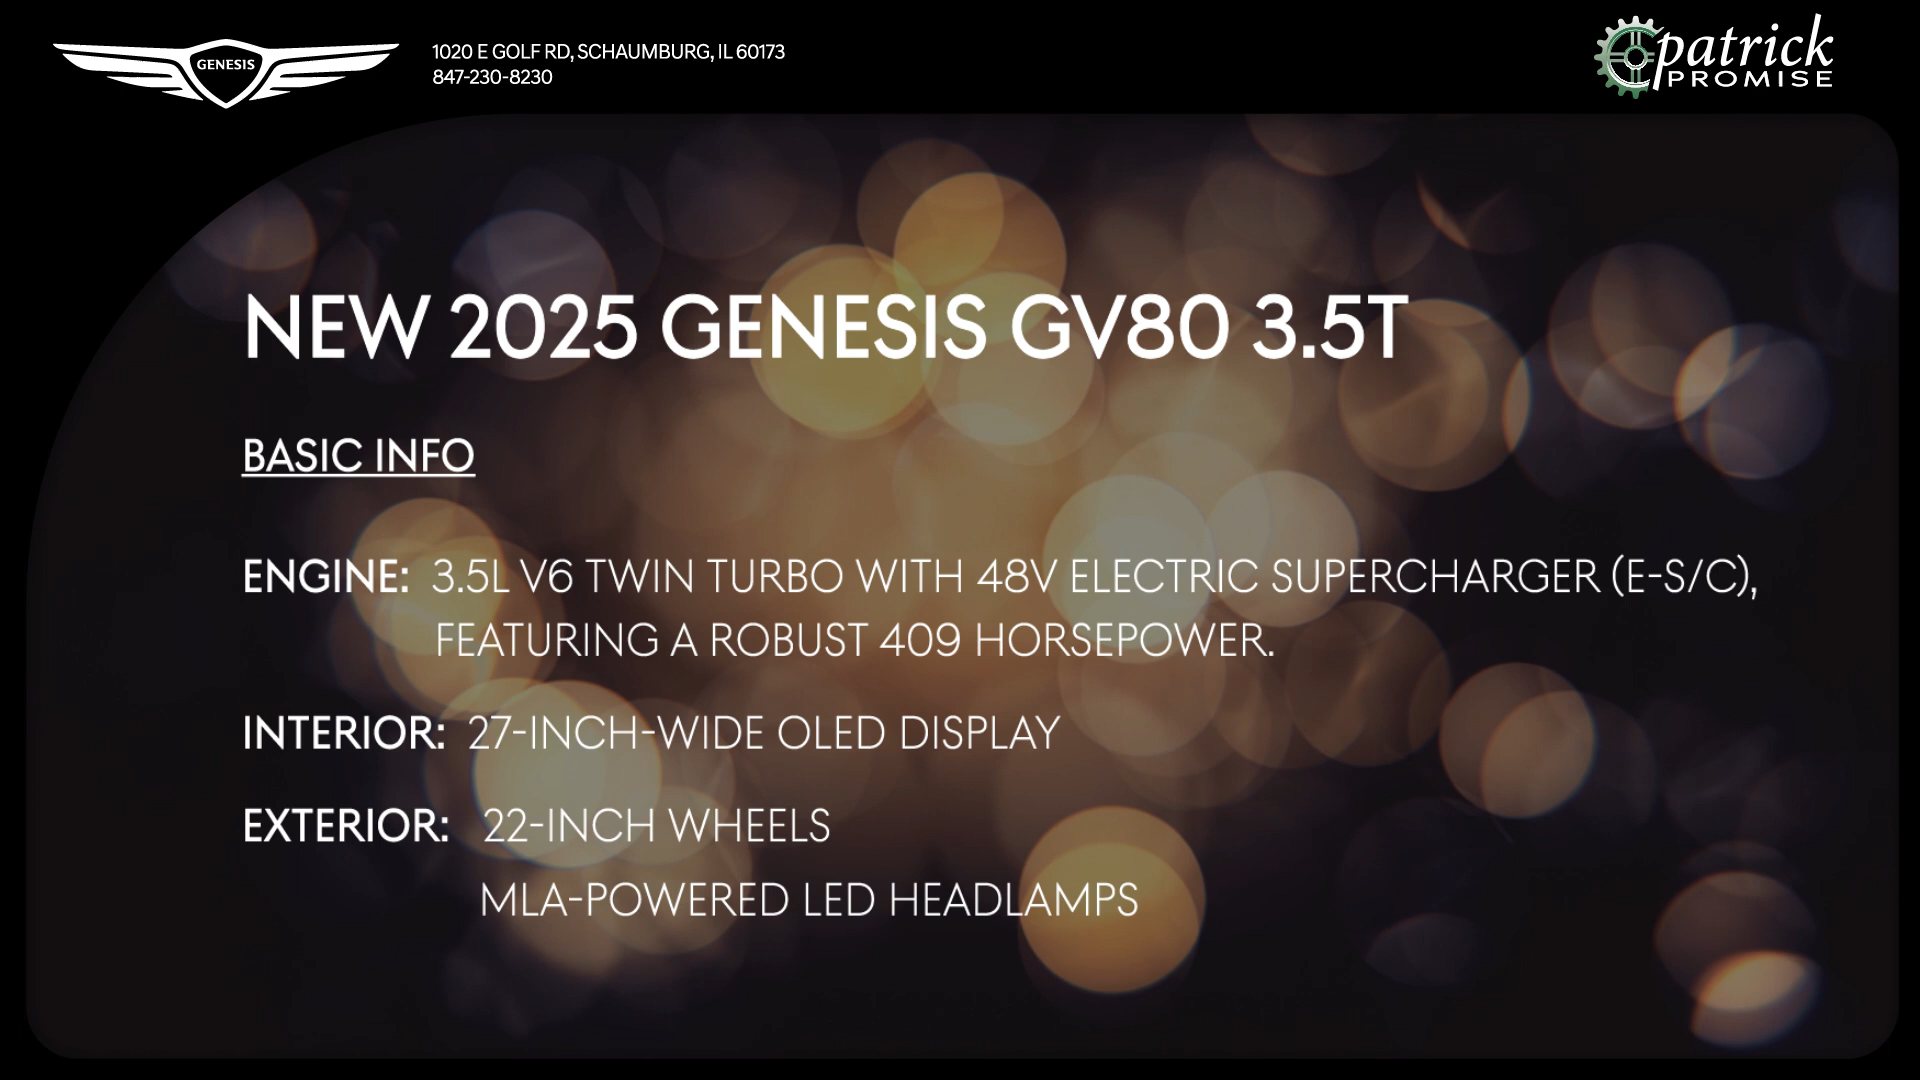 GENESIS
1020 E GOLF RD, SCHAUMBURG, IL 60173
847-230-8230
patrick
PROMISE
NEW 2025 GENESIS GV80 3.5T
BASIC INFO
ENGINE: 3.5L V6 TWIN TURBO WITH 48V ELECTRIC SUPERCHARGER (E-S/C),
FEATURING A ROBUST 409 HORSEPOWER.
INTERIOR: 27-INCH-WIDE OLED DISPLAY
EXTERIOR: 22-INCH WHEELS
MLA-POWERED LED HEADLAMPS